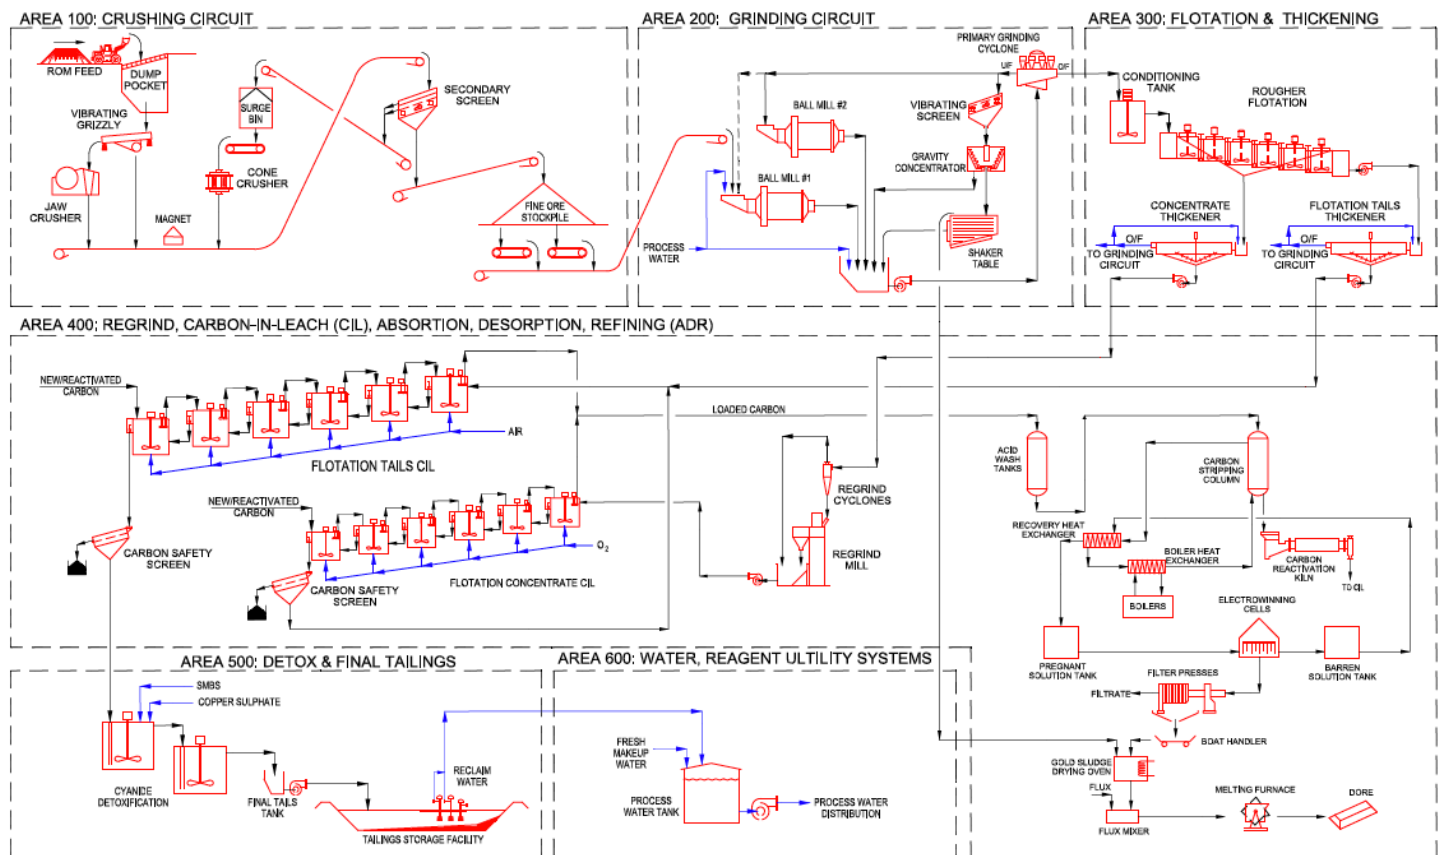 AREA 100: CRUSHING CIRCUIT
ROM FEED
DUMP
POCKET
VIBRATING
GRIZZLY
JAW
CRUSHER
MAGNET
SURGE
BIN
CONE
CRUSHER
SECONDARY
SCREEN
FINE ORE
STOCKPILE
AREA 200: GRINDING CIRCUIT
PRIMARY GRINDING
CYCLONE
U/F
O/F
BALL MILL #2
VIBRATING
SCREEN
GRAVITY
CONCENTRATOR
BALL MILL #1
PROCESS
WATER
SHAKER
TABLE
AREA 300: FLOTATION & THICKENING
CONDITIONING
TANK
ROUGHER
FLOTATION
CONCENTRATE
THICKENER
O/F
TO GRINDING
CIRCUIT
FLOTATION TAILS
THICKENER
O/F
TO GRINDING
CIRCUIT
AREA 400: REGRIND, CARBON-IN-LEACH (CIL), ABSORTION, DESORPTION, REFINING (ADR)
NEW/REACTIVATED
CARBON
AIR
FLOTATION TAILS CIL
NEW/REACTIVATED
CARBON
O2
FLOTATION CONCENTRATE CIL
CARBON SAFETY
SCREEN
CARBON SAFETY
SCREEN
LOADED CARBON
REGRIND
CYCLONES
REGRIND
MILL
ACID
WASH
TANKS
CARBON
STRIPPING
COLUMN
RECOVERY HEAT
EXCHANGER
BOILER HEAT
EXCHANGER
BOILERS
CARBON
REACTIVATION
KILN
TO CIL
ELECTROWINNING
CELLS
PREGNANT
SOLUTION TANK
BARREN
SOLUTION TANK
FILTER PRESSES
FILTRATE
BOAT HANDLER
GOLD SLUDGE
DRYING OVEN
FLUX
FLUX MIXER
MELTING FURNACE
DORE
AREA 500: DETOX & FINAL TAILINGS
SMBS
COPPER SULPHATE
CYANIDE
DETOXIFICATION
FINAL TAILS
TANK
RECLAIM
WATER
TAILINGS STORAGE FACILITY
AREA 600: WATER, REAGENT ULTILITY SYSTEMS
FRESH
MAKEUP
WATER
PROCESS
WATER TANK
PROCESS WATER
DISTRIBUTION